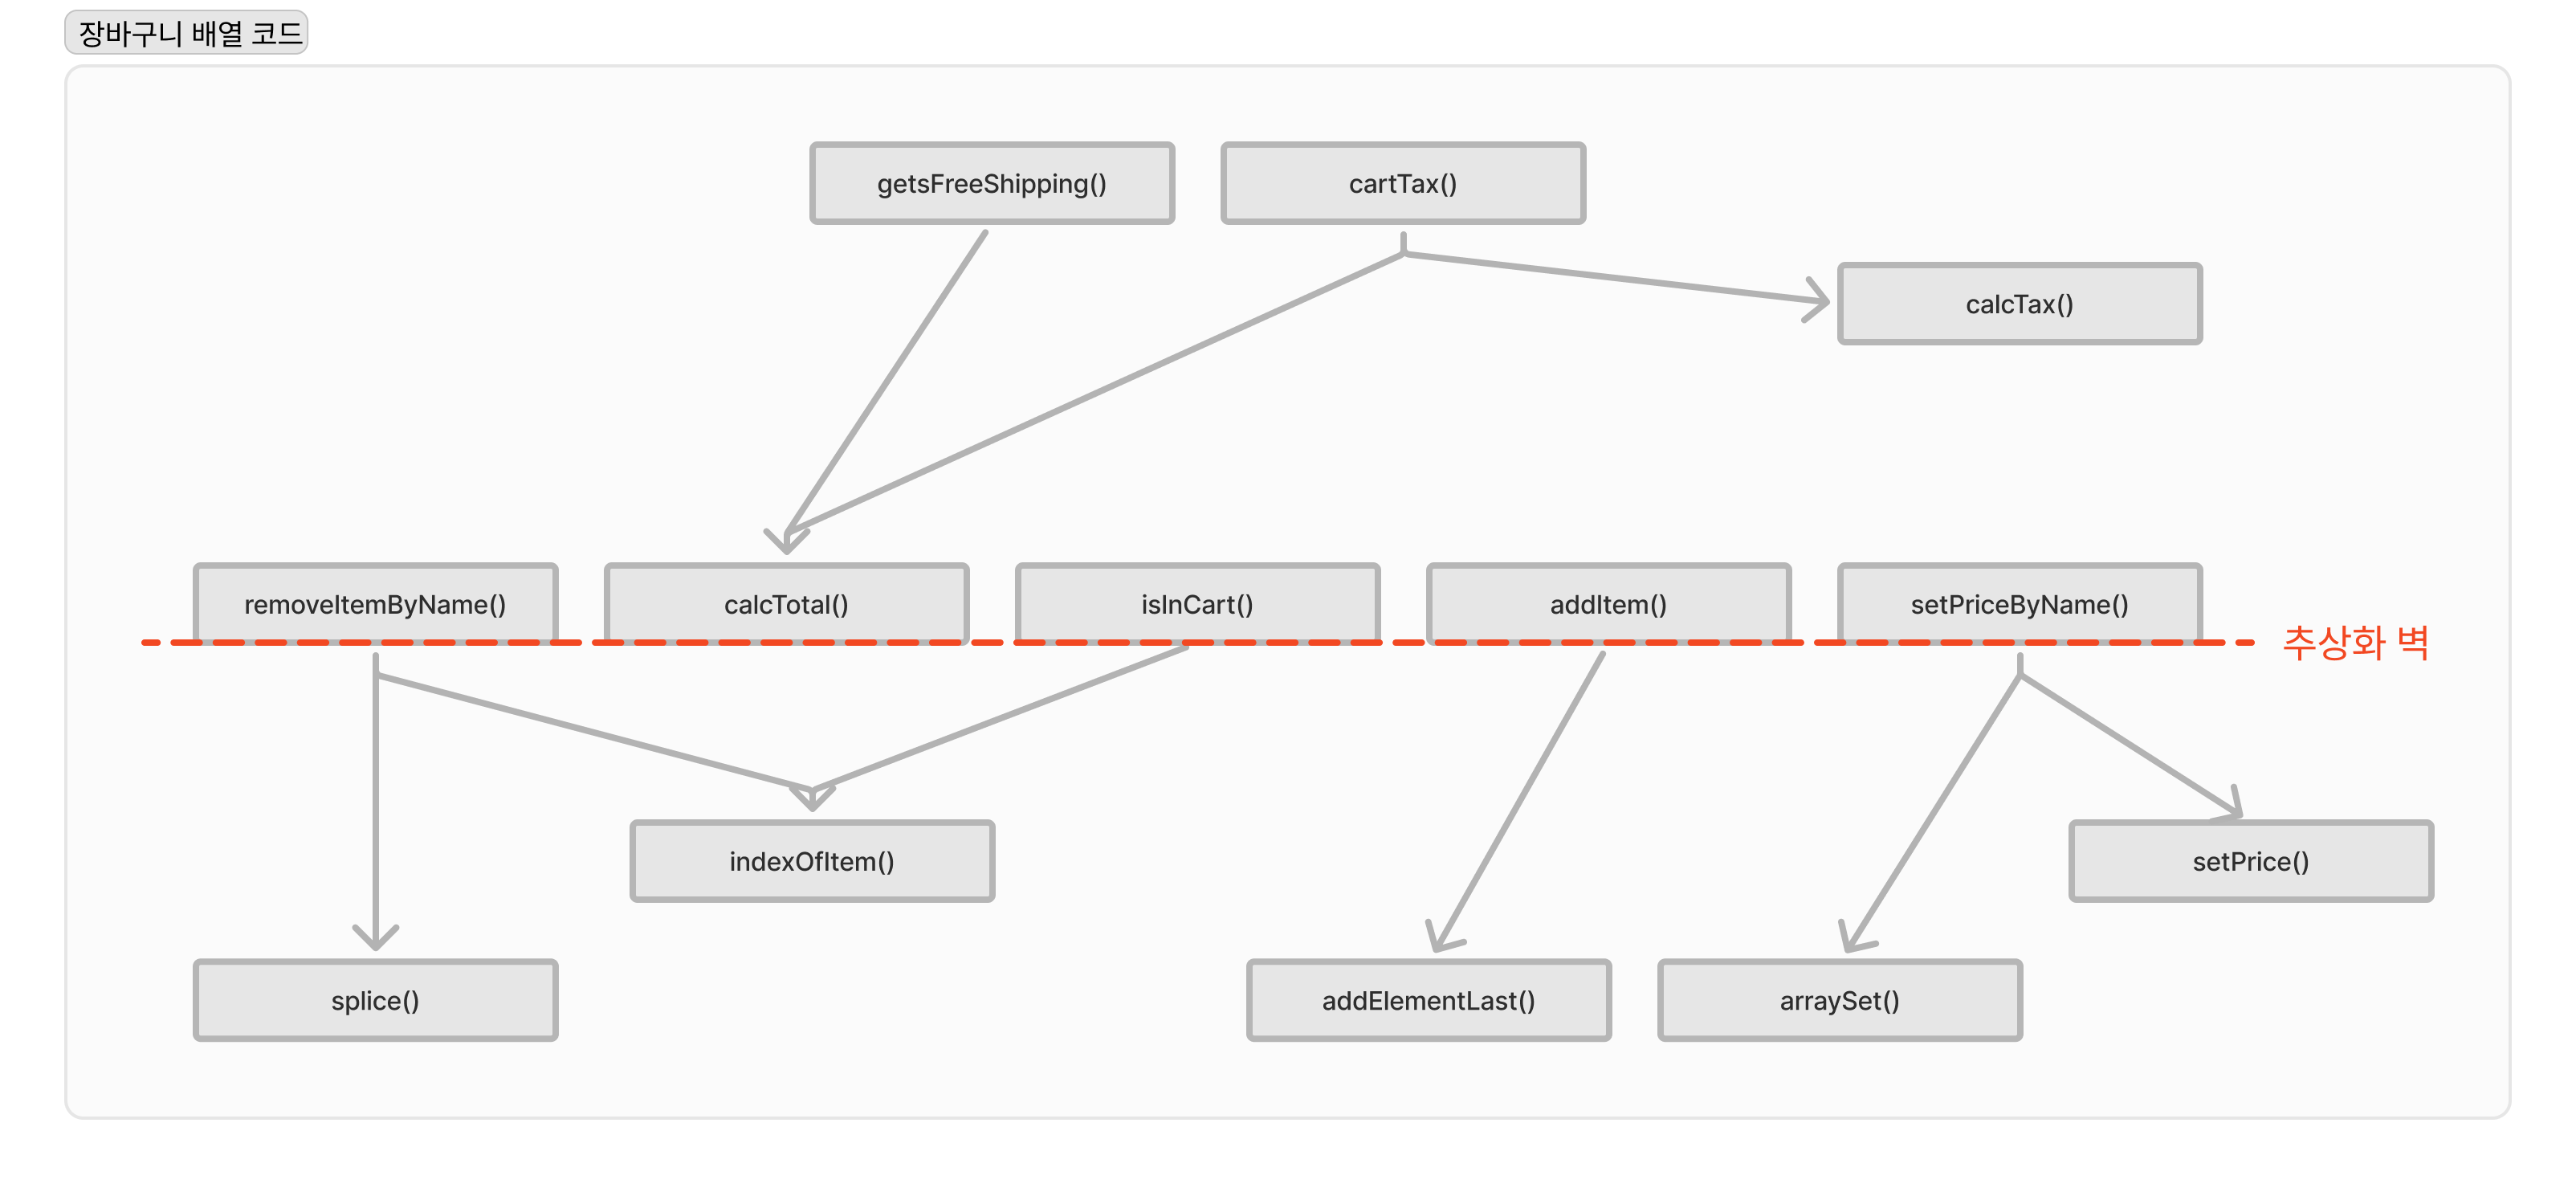 장바구니 배열 코드
getsFreeShipping()
cartTax()
calcTax()
removeItemByName()
calcTotal()
isInCart()
addItem()
setPriceByName()
추상화 벽
indexOfItem()
setPrice()
splice()
addElementLast()
arraySet()